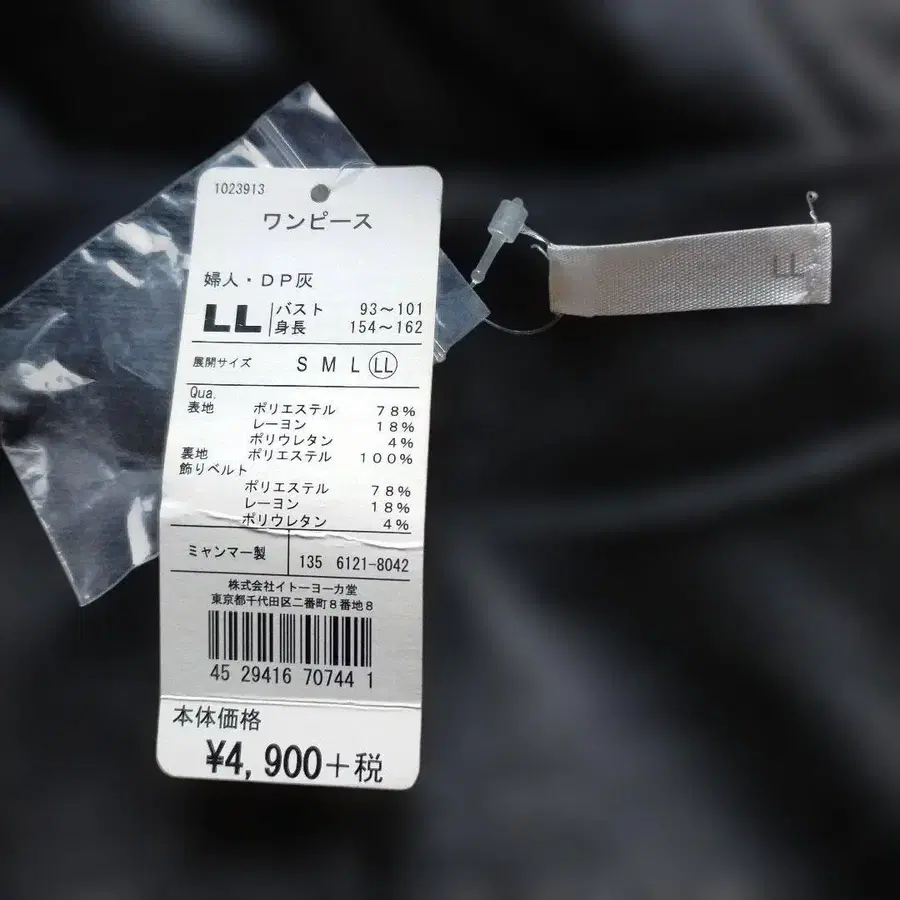 1023913
ワンピース
婦人・DP灰
LL バスト 93～101
身長 154～162
展開サイズ S M L LL
Qua.
表地 ポリエステル 78%
レーヨン 18%
ポリウレタン 4%
裏地 ポリエステル 100%
飾りベルト
ポリエステル 78%
レーヨン 18%
ポリウレタン 4%
ミャンマー製 135 6121-8042
株式会社イトーヨーカ堂
東京都千代田区二番町8番地8
45 29416 70744 1
本体価格
¥4,900+税
LL